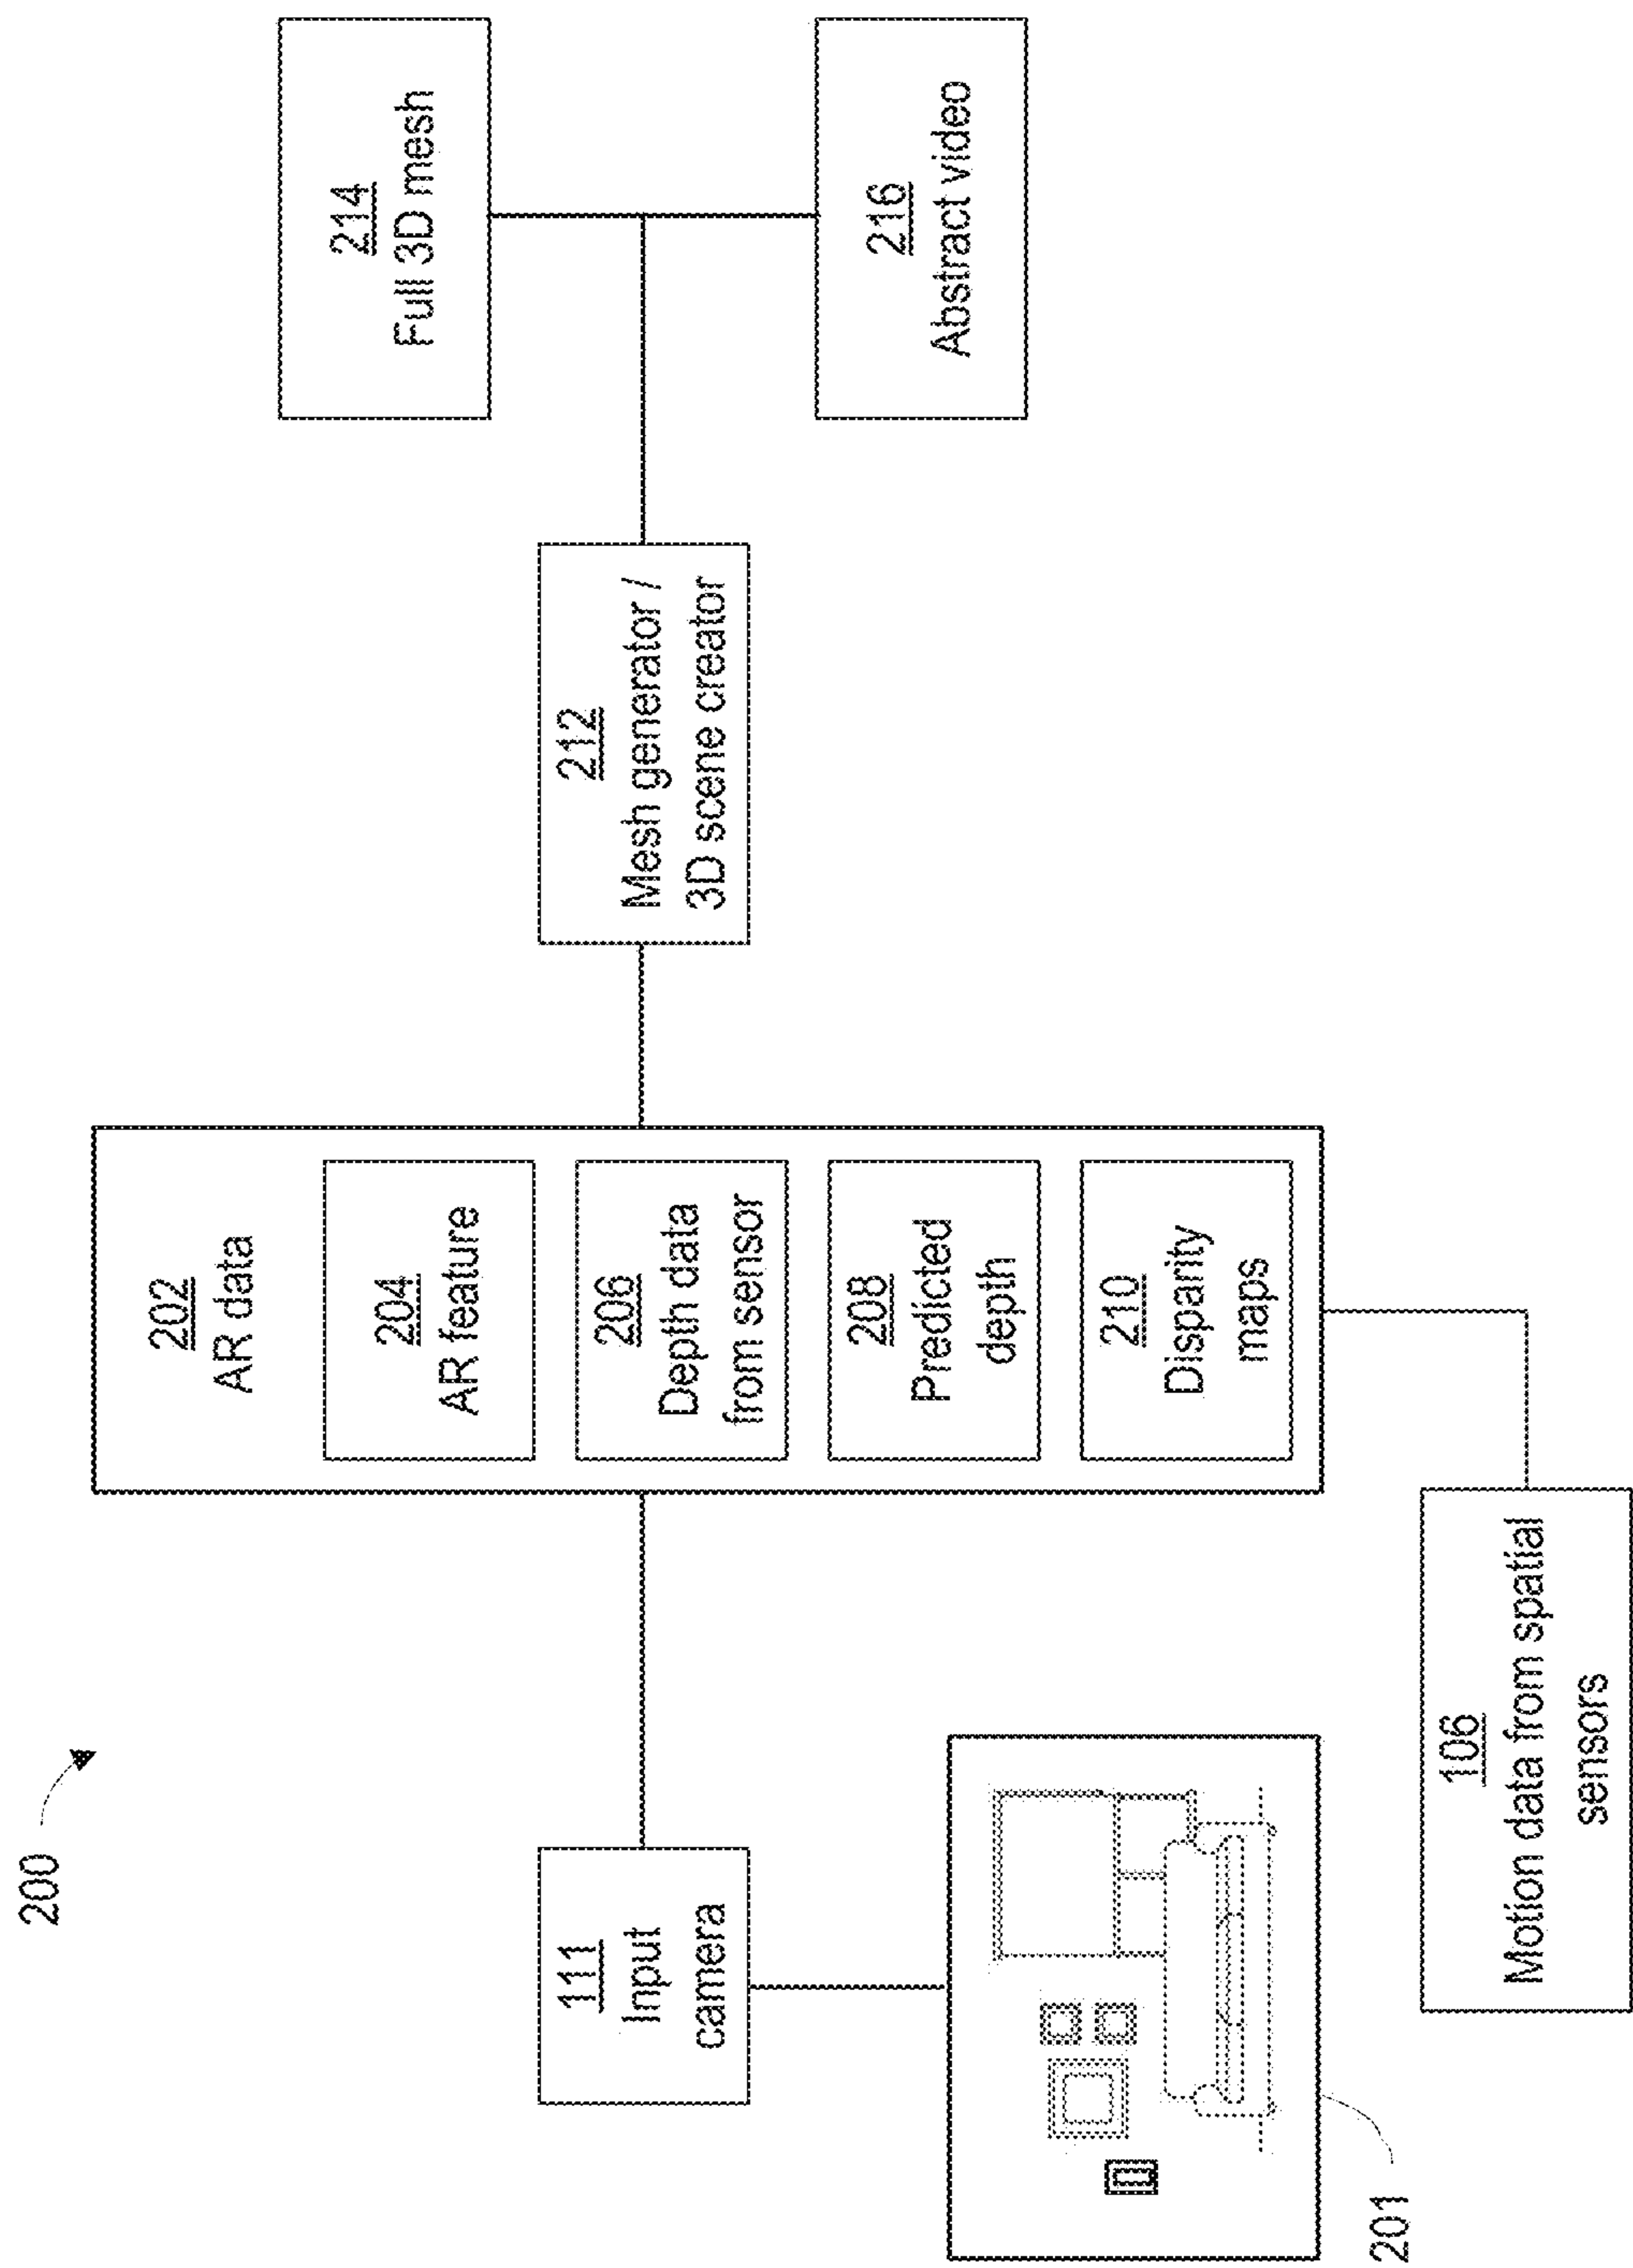 200
111
Input
camera
201
202
AR data
204
AR feature
206
Depth data
from sensor
208
Predicted
depth
210
Disparity
maps
106
Motion data from spatial
sensors
212
Mesh generator /
3D scene creator
214
Full 3D mesh
216
Abstract video